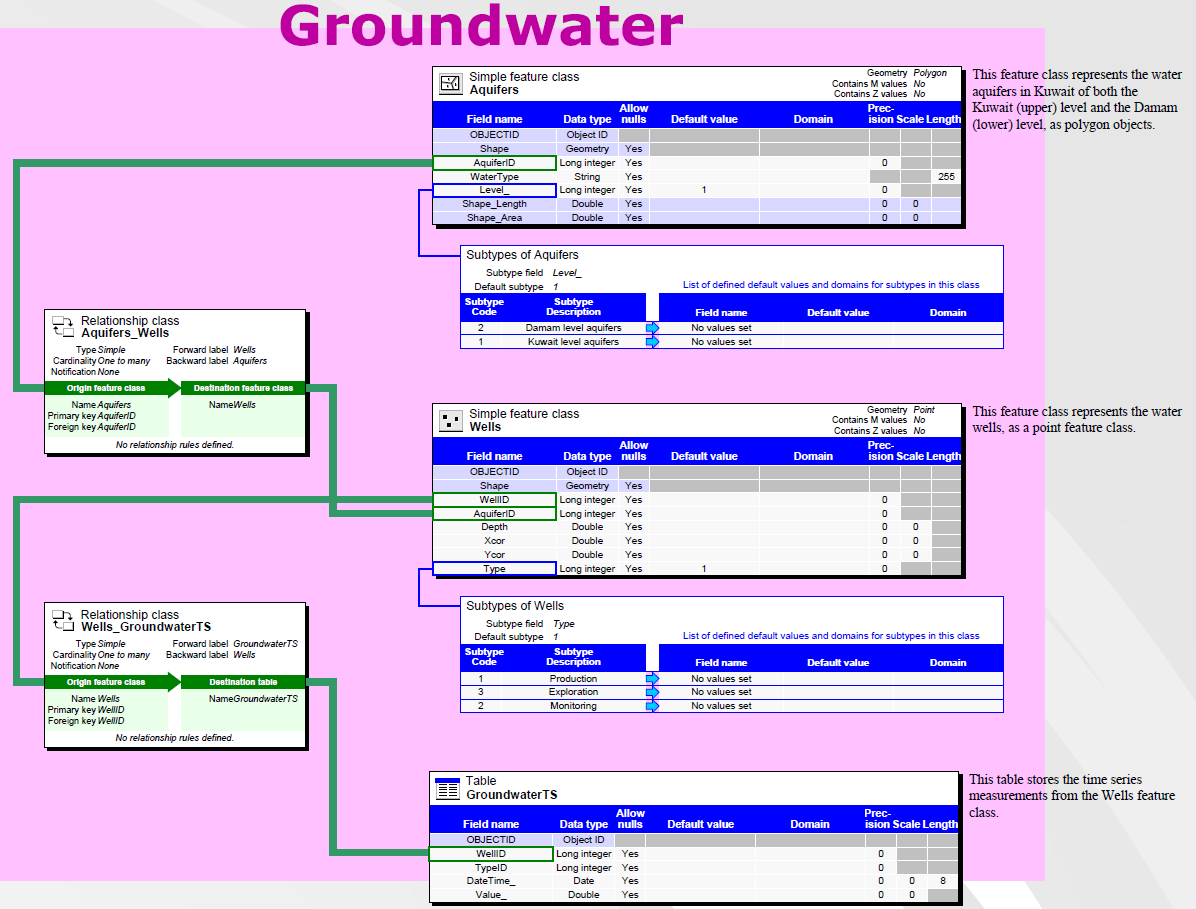 Groundwater
Simple feature class
Aquifers
Geometry Polygon
Contains M values No
Contains Z values No
Field name Data type Allow nulls Default value Domain Prec-ision Scale Length
OBJECTID Object ID
Shape Geometry Yes
AquiferID Long integer Yes 0
WaterType String Yes 255
Level_ Long integer Yes 1 0
Shape_Length Double Yes 0 0
Shape_Area Double Yes 0 0
This feature class represents the water
aquifers in Kuwait of both the
Kuwait (upper) level and the Damam
(lower) level, as polygon objects.
Subtypes of Aquifers
Subtype field Level_
Default subtype 1
List of defined default values and domains for subtypes in this class
Subtype Code Subtype Description Field name Default value Domain
2 Damam level aquifers No values set
1 Kuwait level aquifers No values set
Relationship class
Aquifers_Wells
Type Simple Forward label Wells
Cardinality One to many Backward label Aquifers
Notification None
Origin feature class Destination feature class
Name Aquifers Name Wells
Primary key AquiferID
Foreign key AquiferID
No relationship rules defined.
Simple feature class
Wells
Geometry Point
Contains M values No
Contains Z values No
Field name Data type Allow nulls Default value Domain Prec-ision Scale Length
OBJECTID Object ID
Shape Geometry Yes
WellID Long integer Yes 0
AquiferID Long integer Yes 0
Depth Double Yes 0 0
Xcor Double Yes 0 0
Ycor Double Yes 0 0
Type Long integer Yes 1 0
This feature class represents the water
wells, as a point feature class.
Subtypes of Wells
Subtype field Type
Default subtype 1
List of defined default values and domains for subtypes in this class
Subtype Code Subtype Description Field name Default value Domain
1 Production No values set
3 Exploration No values set
2 Monitoring No values set
Relationship class
Wells_GroundwaterTS
Type Simple Forward label GroundwaterTS
Cardinality One to many Backward label Wells
Notification None
Origin feature class Destination table
Name Wells Name GroundwaterTS
Primary key WellID
Foreign key WellID
No relationship rules defined.
Table
GroundwaterTS
Field name Data type Allow nulls Default value Domain Prec-ision Scale Length
OBJECTID Object ID
WellID Long integer Yes 0
TypeID Long integer Yes 0
DateTime_ Date Yes 0 0 8
Value_ Double Yes 0 0
This table stores the time series
measurements from the Wells feature
class.